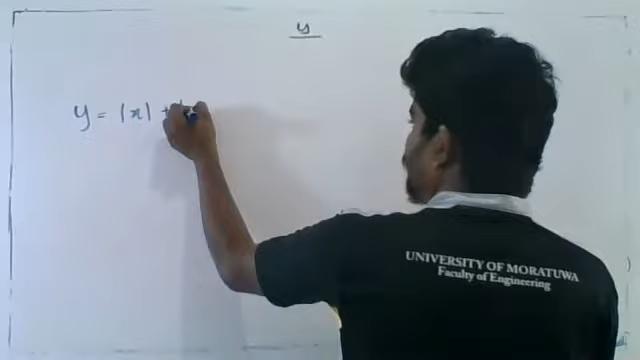 y
y = |x| +
UNIVERSITY OF MORATUWA
Faculty of Engineering